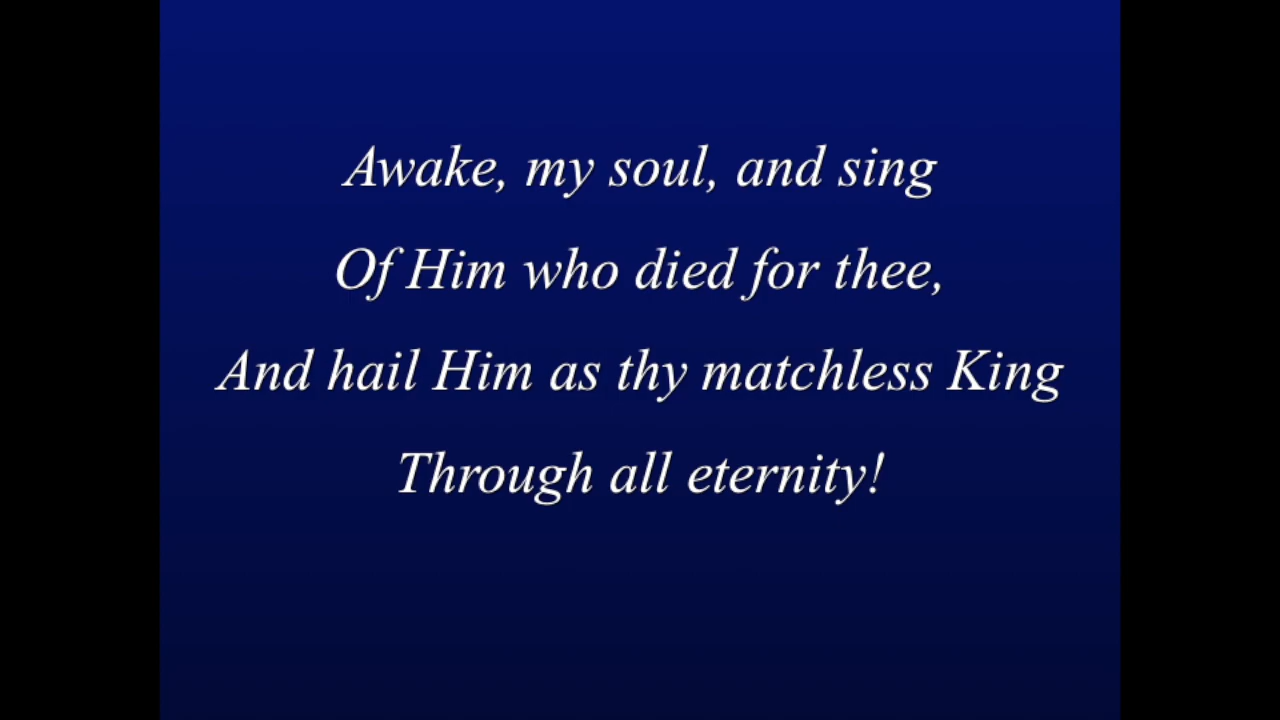 Awake, my soul, and sing
Of Him who died for thee,
And hail Him as thy matchless King
Through all eternity!